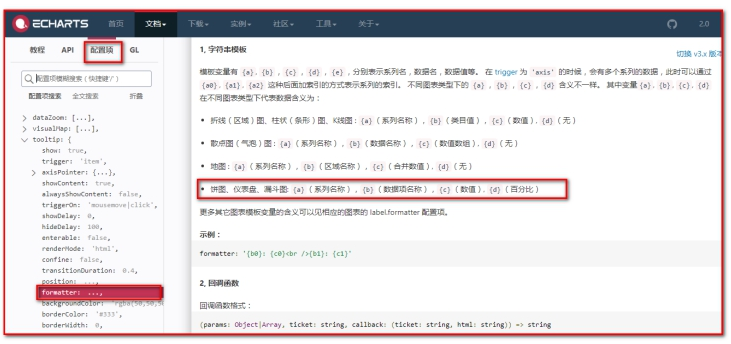 ECHARTS 首页 文档 下载 实例 社区 工具 关于 2.0
教程 API 配置项 GL
配置项模糊搜索（快捷键'/'）
配置项搜索 全文搜索 折叠
dataZoom: [...],
visualMap: [...],
tooltip: {
show: true,
trigger: 'item',
axisPointer: {...},
showContent: true,
alwaysShowContent: false,
triggerOn: 'mousemove|click',
showDelay: 0,
hideDelay: 100,
enterable: false,
renderMode: 'html',
confine: false,
transitionDuration: 0.4,
position: ...,
formatter: ...,
backgroundColor: 'rgba(50,50,50
borderColor: '#333',
borderWidth: 0,
1, 字符串模板
切换 v3.x 版本
模板变量有 {a}, {b}, {c}, {d}, {e}，分别表示系列名，数据名，数据值等。 在 trigger 为 'axis' 的时候，会有多个系列的数据，此时可以通过
{a0}, {a1}, {a2} 这种后面加索引的方式表示系列的索引。 不同图表类型下的 {a}, {b}, {c}, {d} 含义不一样。 其中变量 {a}, {b}, {c}, {d}
在不同图表类型下代表数据含义为：
折线（区域）图、柱状（条形）图、K线图: {a}（系列名称）, {b}（类目值）, {c}（数值）, {d}（无）
散点图（气泡）图: {a}（系列名称）, {b}（数据名称）, {c}（数值数组）, {d}（无）
地图: {a}（系列名称）, {b}（区域名称）, {c}（合并数值）, {d}（无）
饼图、仪表盘、漏斗图: {a}（系列名称）, {b}（数据项名称）, {c}（数值）, {d}（百分比）
更多其它图表模板变量的含义可以见相应的图表的 label.formatter 配置项。
示例：
formatter: '{b0}: {c0}<br />{b1}: {c1}'
2, 回调函数
回调函数格式：
(params: Object|Array, ticket: string, callback: (ticket: string, html: string)) => string